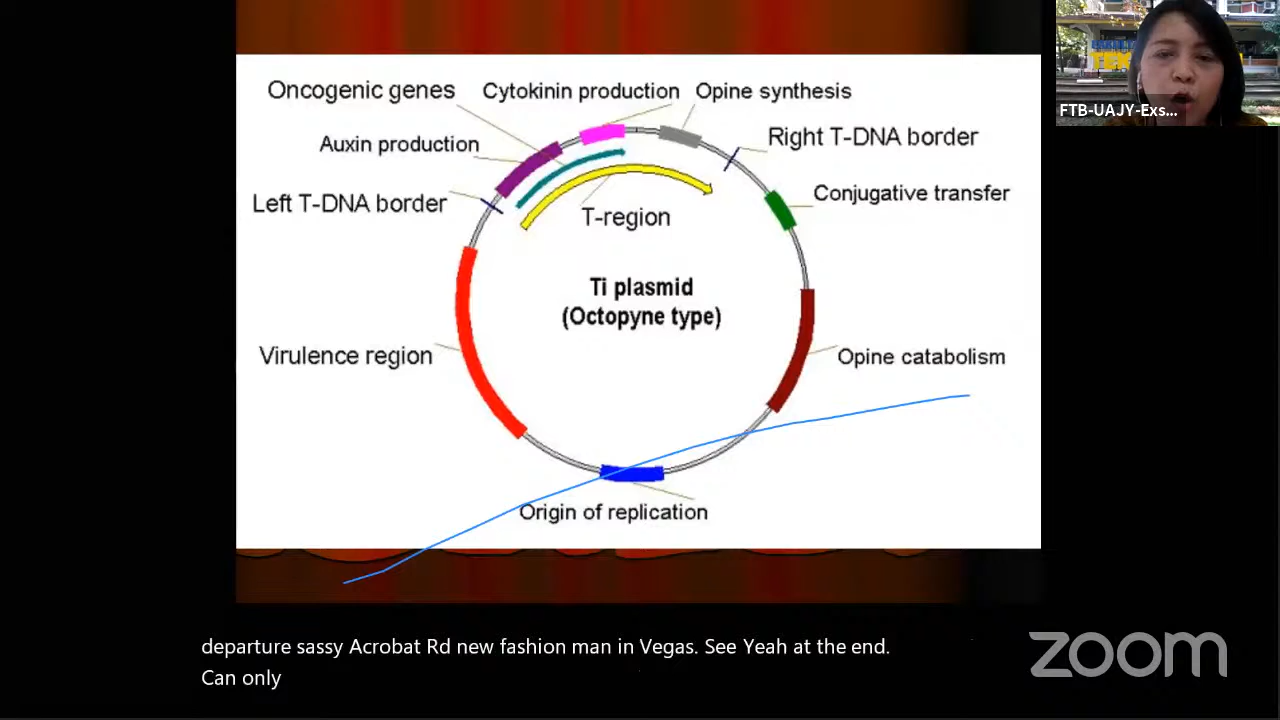 FTB-UAJY-Exs...
Oncogenic genes
Cytokinin production
Opine synthesis
Auxin production
Right T-DNA border
Left T-DNA border
Conjugative transfer
T-region
Ti plasmid
(Octopyne type)
Virulence region
Opine catabolism
Origin of replication
departure sassy Acrobat Rd new fashion man in Vegas. See Yeah at the end.
Can only
zoom